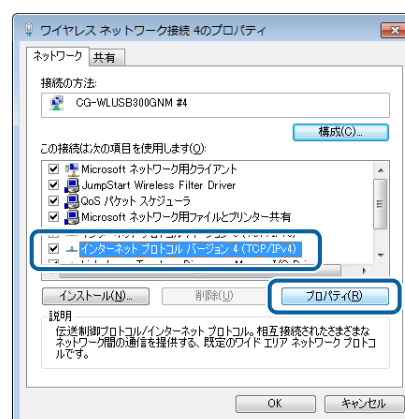 ワイヤレス ネットワーク接続 4のプロパティ
ネットワーク 共有
接続の方法:
CG-WLUSB300GNM #4
構成(C)...
この接続は次の項目を使用します(O):
Microsoft ネットワーク用クライアント
JumpStart Wireless Filter Driver
QoS パケット スケジューラ
Microsoft ネットワーク用ファイルとプリンター共有
インターネット プロトコル バージョン 4 (TCP/IPv4)
インストール(N)... 削除(U) プロパティ(R)
説明
伝送制御プロトコル/インターネット プロトコル。相互接続されたさまざまな
ネットワーク間の通信を提供する、既定のワイド エリア ネットワーク プロトコ
ルです。
OK キャンセル